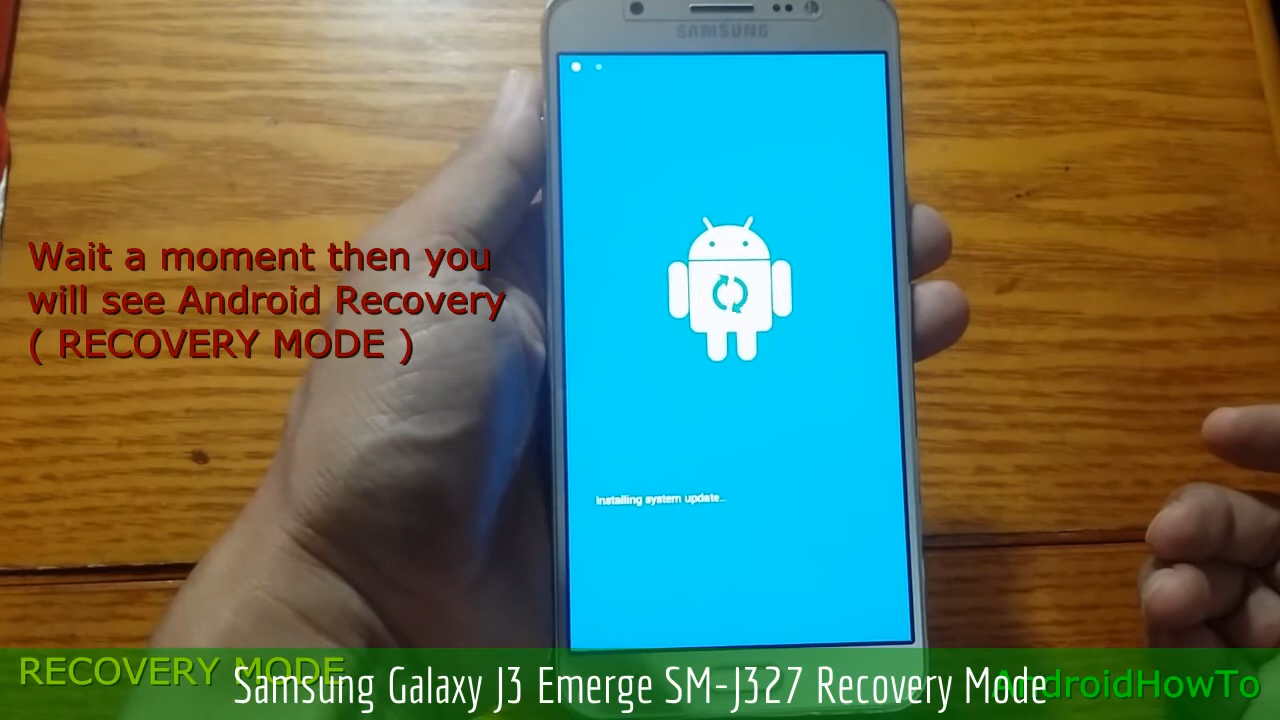 SAMSUNG
Wait a moment then you
will see Android Recovery
( RECOVERY MODE )
Installing system update...
RECOVERY MODE
Samsung Galaxy J3 Emerge SM-J327 Recovery Mode
AndroidHowTo